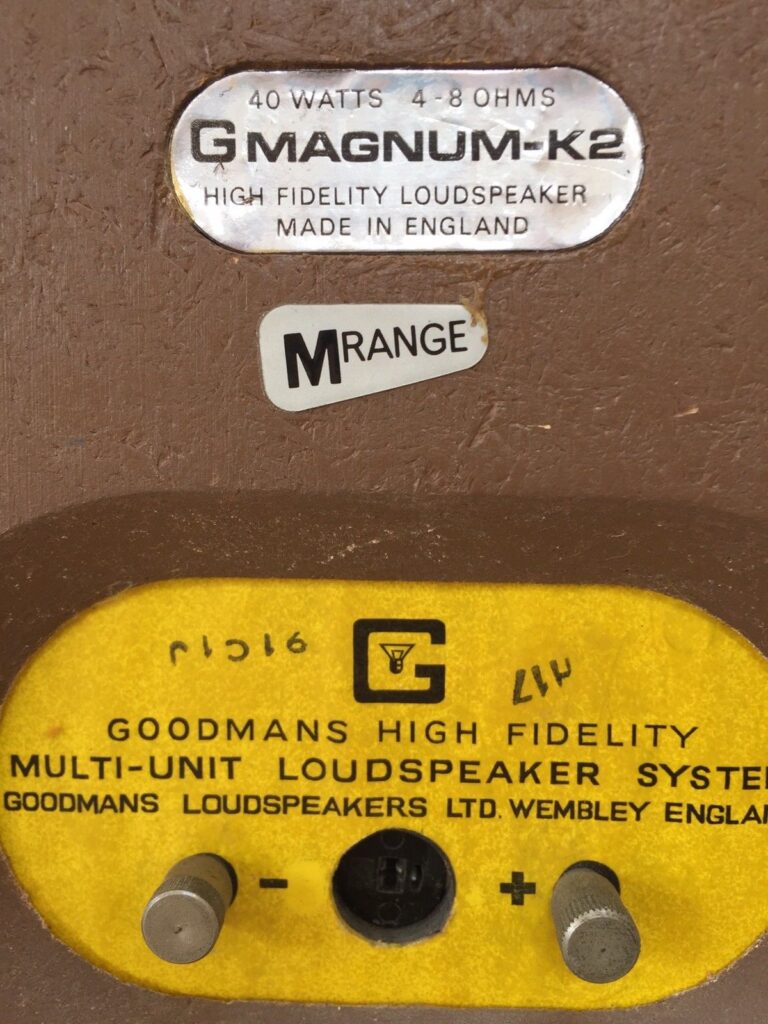 40 WATTS 4-8 OHMS
G MAGNUM-K2
HIGH FIDELITY LOUDSPEAKER
MADE IN ENGLAND
MRANGE
G
GOODMANS HIGH FIDELITY
MULTI-UNIT LOUDSPEAKER SYSTE
GOODMANS LOUDSPEAKERS LTD. WEMBLEY ENGLA
- +